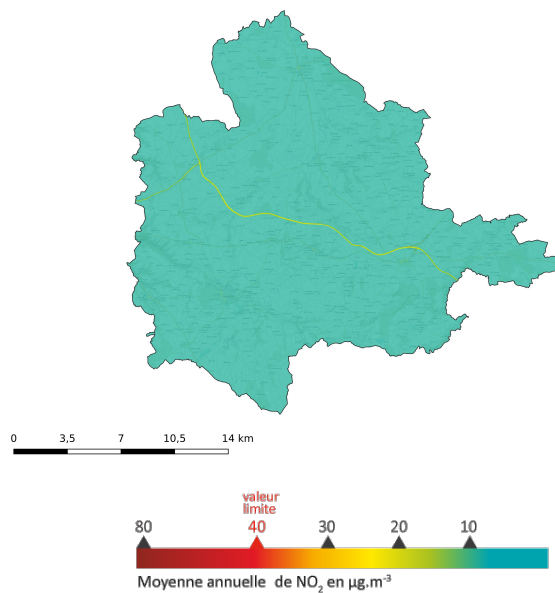 0 3,5 7 10,5 14 km
valeur
limite
80 40 30 20 10
Moyenne annuelle de NO₂ en µg.m⁻³